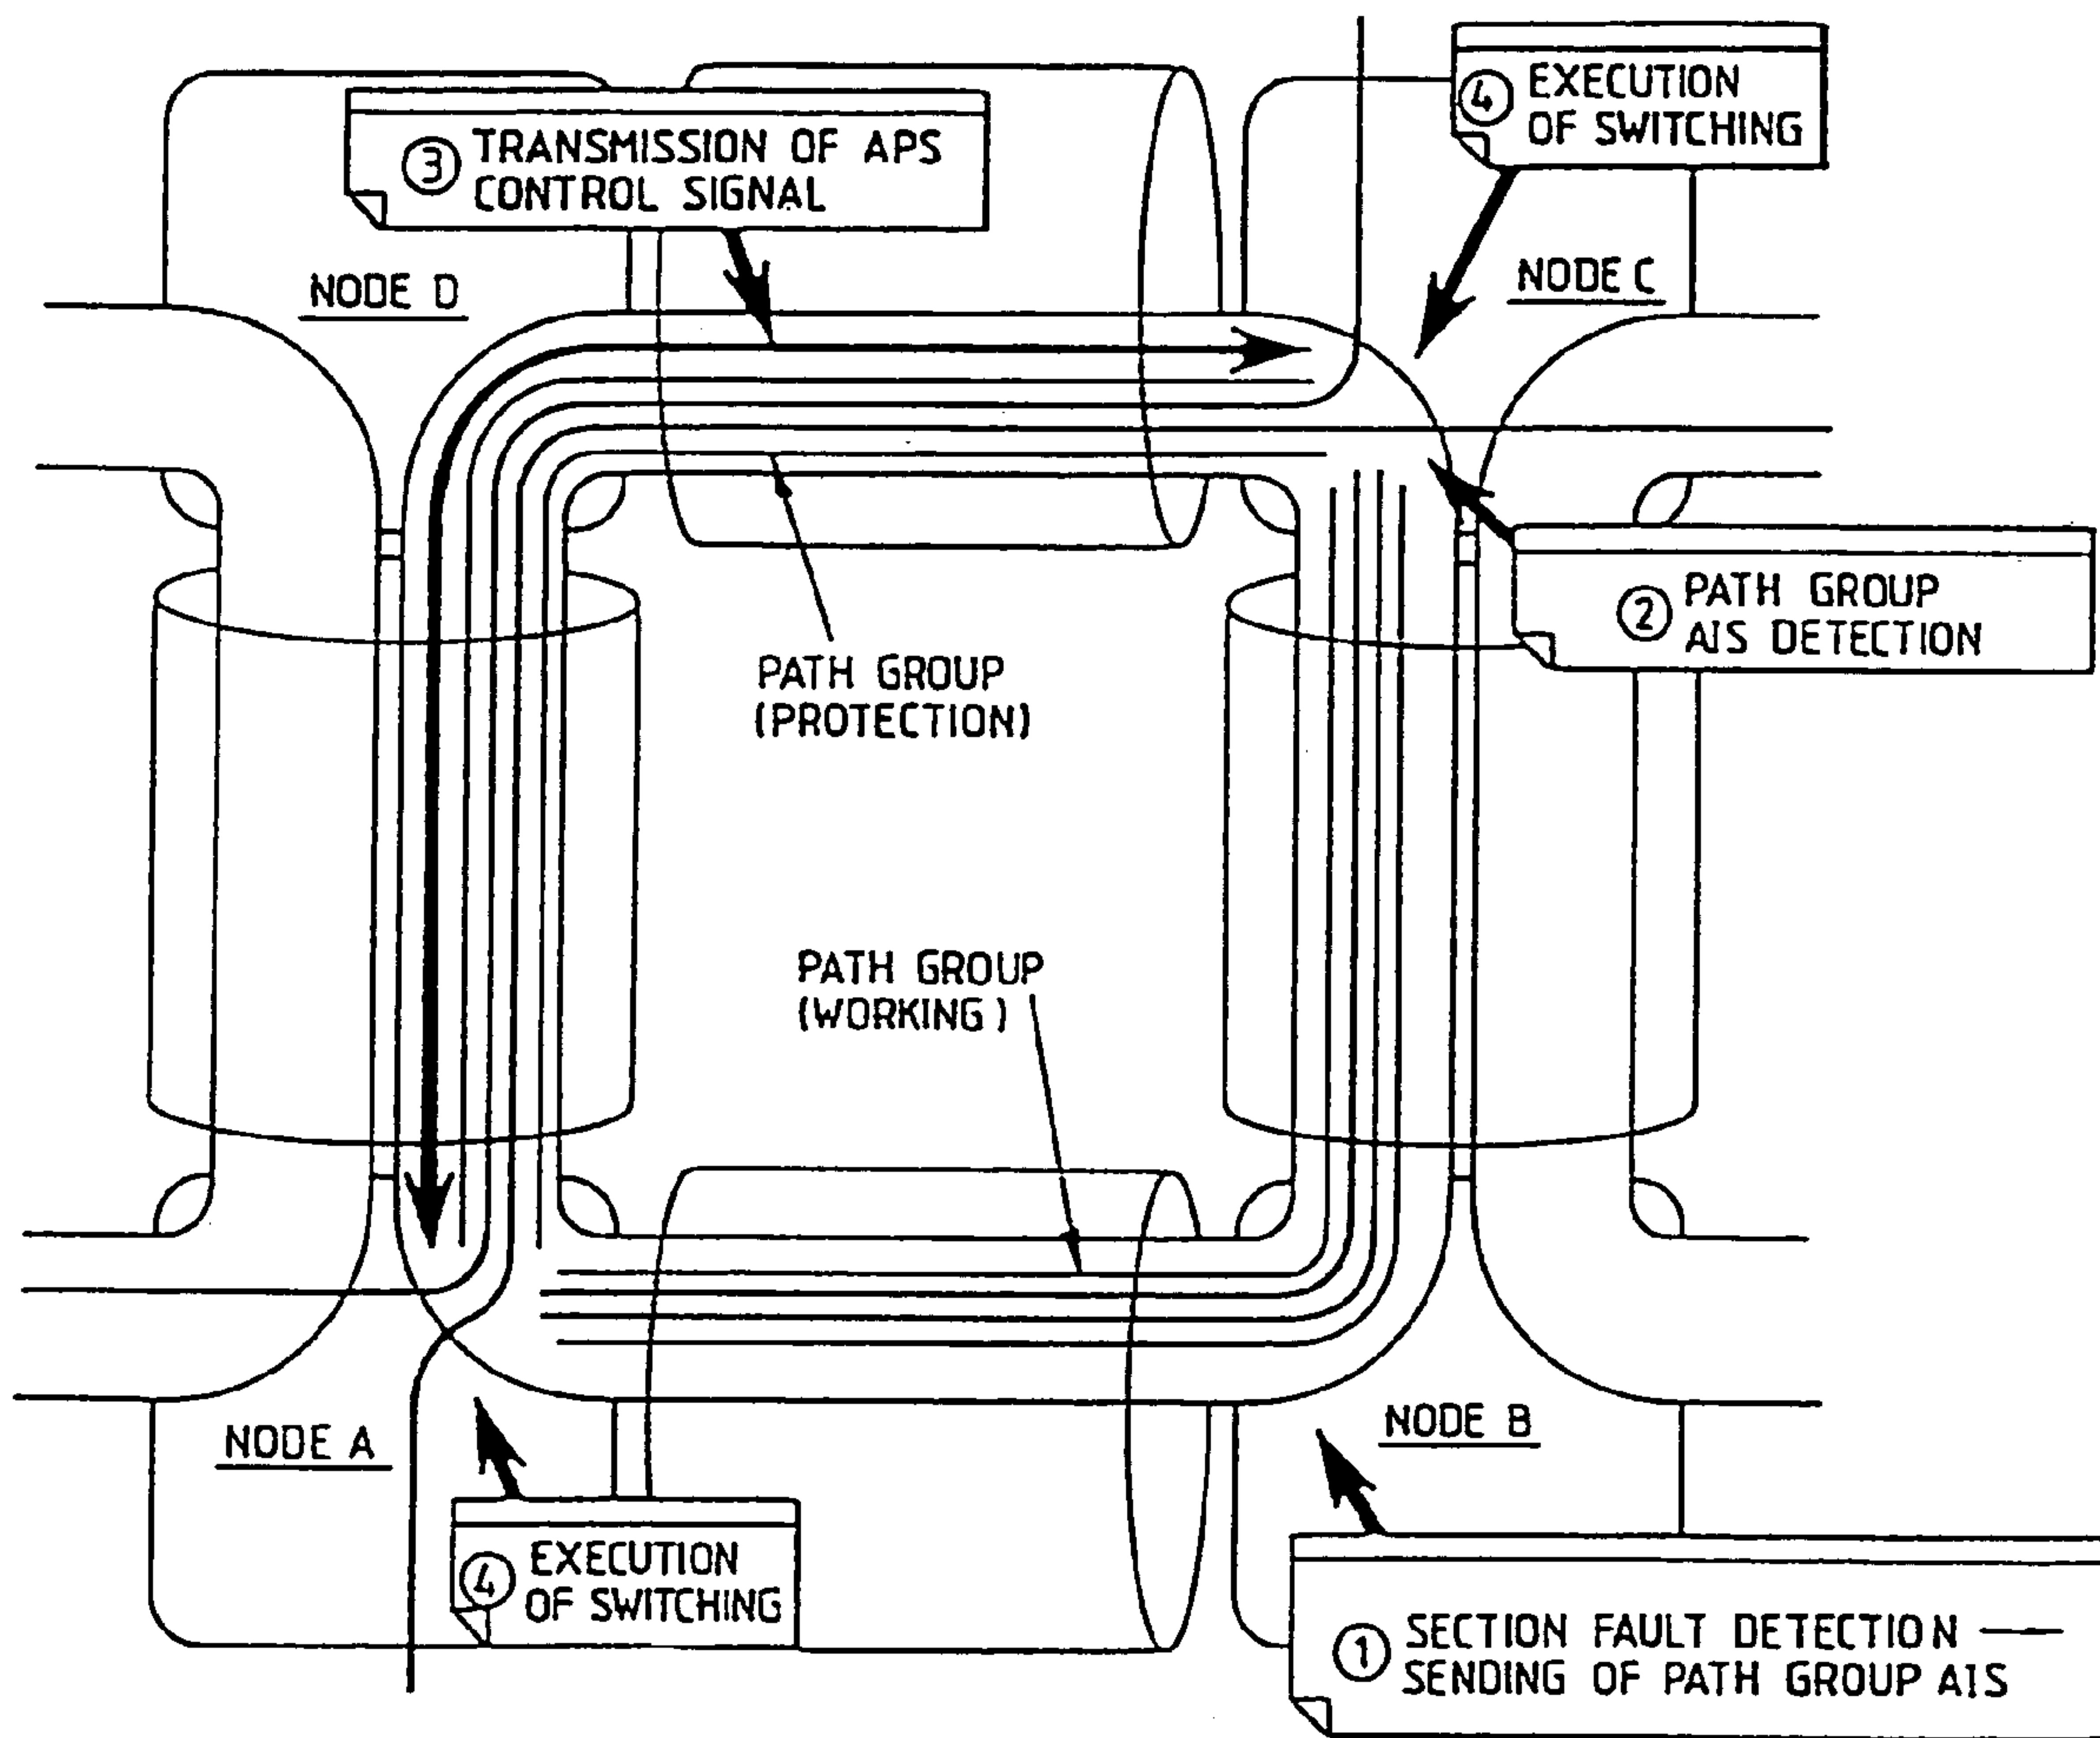 ④ EXECUTION
OF SWITCHING
③ TRANSMISSION OF APS
CONTROL SIGNAL
NODE D
NODE C
② PATH GROUP
AIS DETECTION
PATH GROUP
(PROTECTION)
PATH GROUP
(WORKING)
NODE A
NODE B
④ EXECUTION
OF SWITCHING
① SECTION FAULT DETECTION —
SENDING OF PATH GROUP AIS